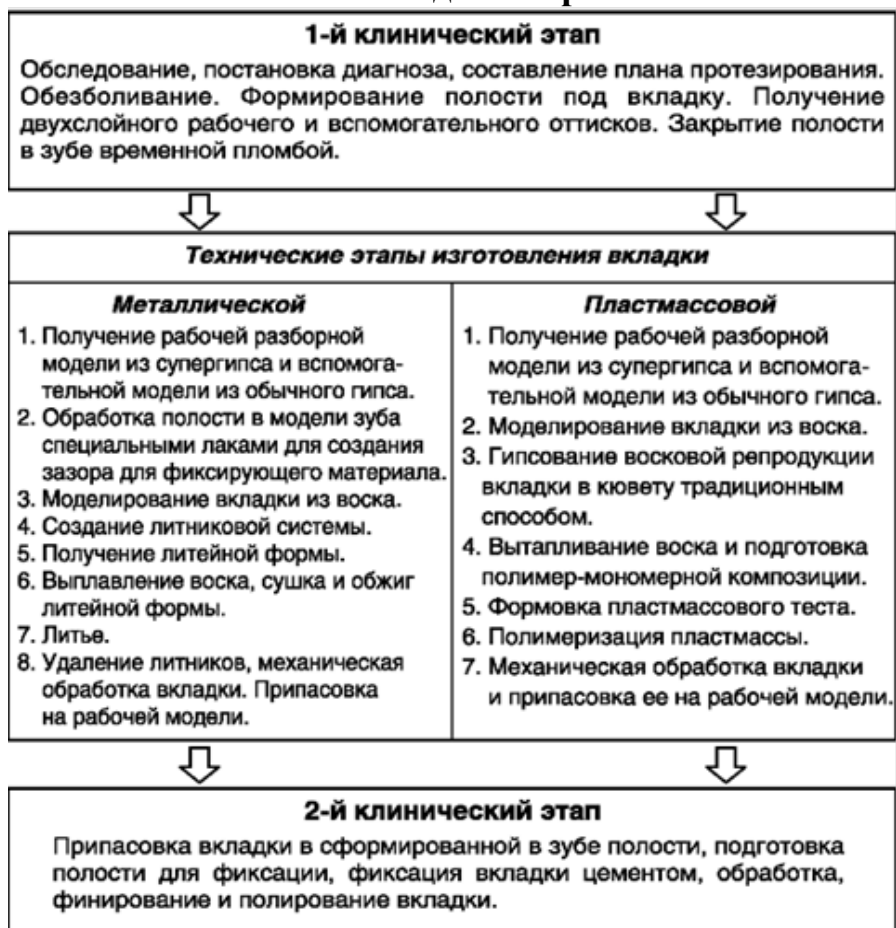 1-й клинический этап
Обследование, постановка диагноза, составление плана протезирования.
Обезболивание. Формирование полости под вкладку. Получение
двухслойного рабочего и вспомогательного оттисков. Закрытие полости
в зубе временной пломбой.
Технические этапы изготовления вкладки
Металлической
1. Получение рабочей разборной
модели из супергипса и вспомога-
тельной модели из обычного гипса.
2. Обработка полости в модели зуба
специальными лаками для создания
зазора для фиксирующего материала.
3. Моделирование вкладки из воска.
4. Создание литниковой системы.
5. Получение литейной формы.
6. Выплавление воска, сушка и обжиг
литейной формы.
7. Литье.
8. Удаление литников, механическая
обработка вкладки. Припасовка
на рабочей модели.
Пластмассовой
1. Получение рабочей разборной
модели из супергипса и вспомога-
тельной модели из обычного гипса.
2. Моделирование вкладки из воска.
3. Гипсование восковой репродукции
вкладки в кювету традиционным
способом.
4. Вытапливание воска и подготовка
полимер-мономерной композиции.
5. Формовка пластмассового теста.
6. Полимеризация пластмассы.
7. Механическая обработка вкладки
и припасовка ее на рабочей модели.
2-й клинический этап
Припасовка вкладки в сформированной в зубе полости, подготовка
полости для фиксации, фиксация вкладки цементом, обработка,
финирование и полирование вкладки.